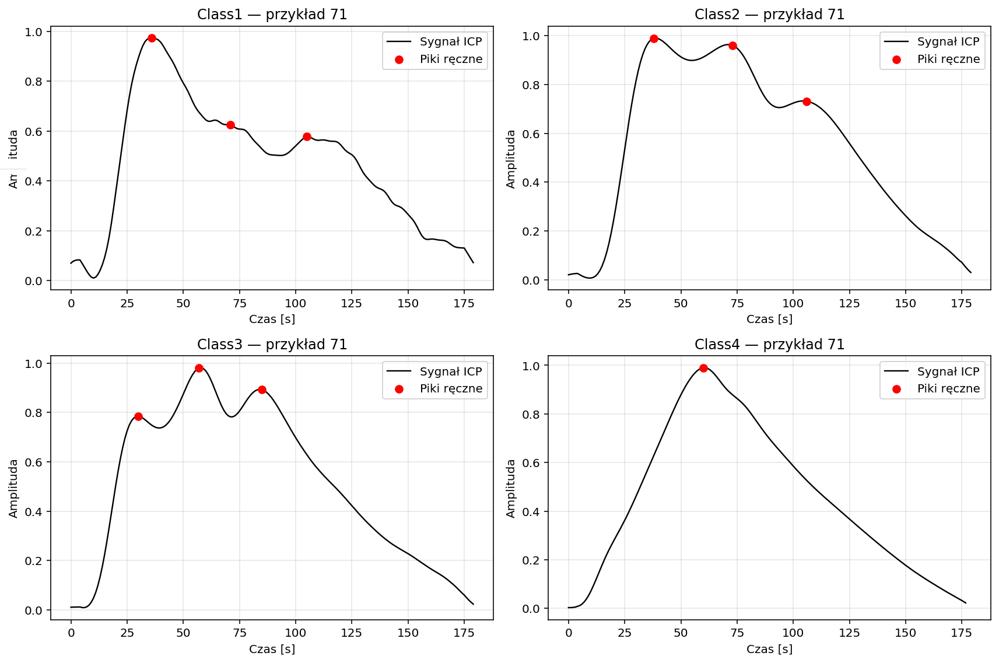 Class1 — przykład 71
1.0
0.8
0.6
0.4
0.2
0.0
ituda
Sygnał ICP
Piki ręczne
0 25 50 75 100 125 150 175
Czas [s]
Class2 — przykład 71
1.0
0.8
0.6
0.4
0.2
0.0
Amplituda
Sygnał ICP
Piki ręczne
0 25 50 75 100 125 150 175
Czas [s]
Class3 — przykład 71
1.0
0.8
0.6
0.4
0.2
0.0
Amplituda
Sygnał ICP
Piki ręczne
0 25 50 75 100 125 150 175
Czas [s]
Class4 — przykład 71
1.0
0.8
0.6
0.4
0.2
0.0
Amplituda
Sygnał ICP
Piki ręczne
0 25 50 75 100 125 150 175
Czas [s]